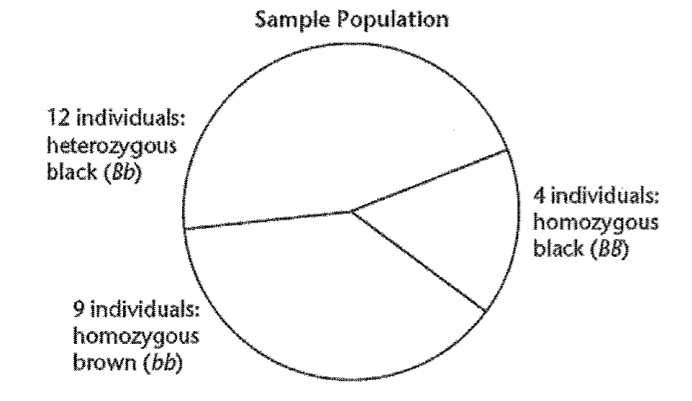 Sample Population
12 individuals:
heterozygous
black (Bb)
4 individuals:
homozygous
black (BB)
9 individuals:
homozygous
brown (bb)